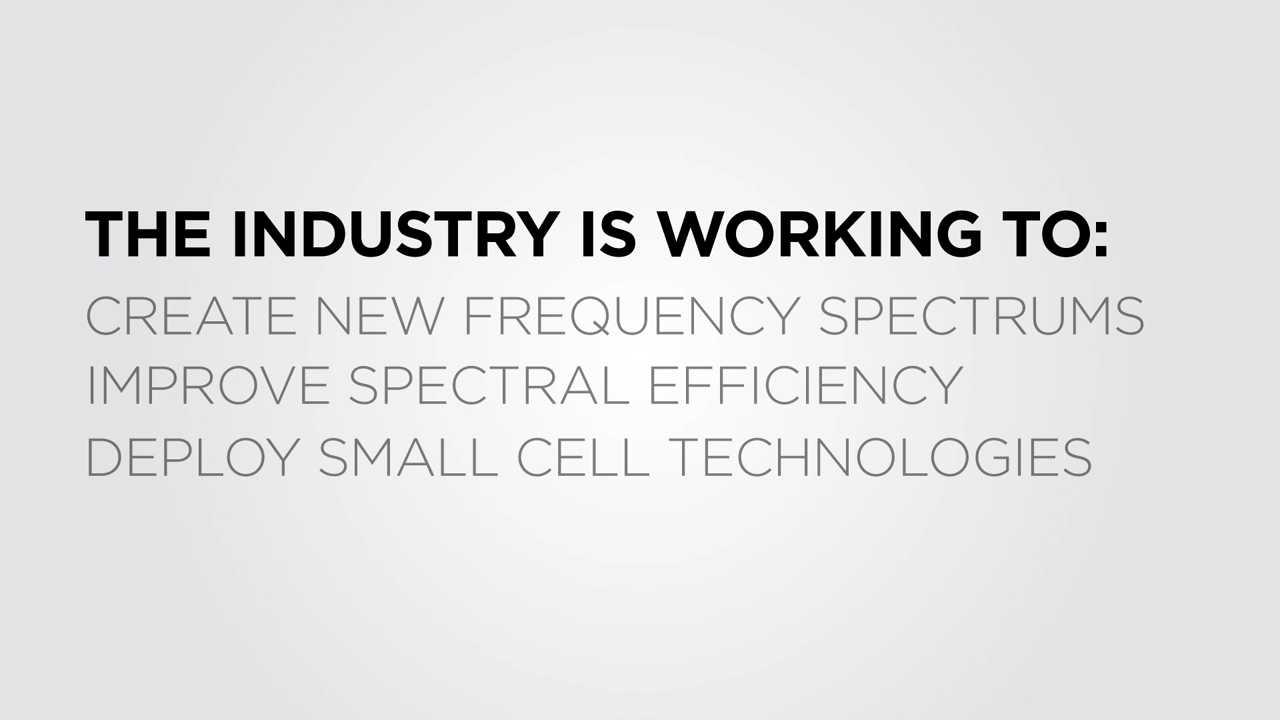 THE INDUSTRY IS WORKING TO:
CREATE NEW FREQUENCY SPECTRUMS
IMPROVE SPECTRAL EFFICIENCY
DEPLOY SMALL CELL TECHNOLOGIES